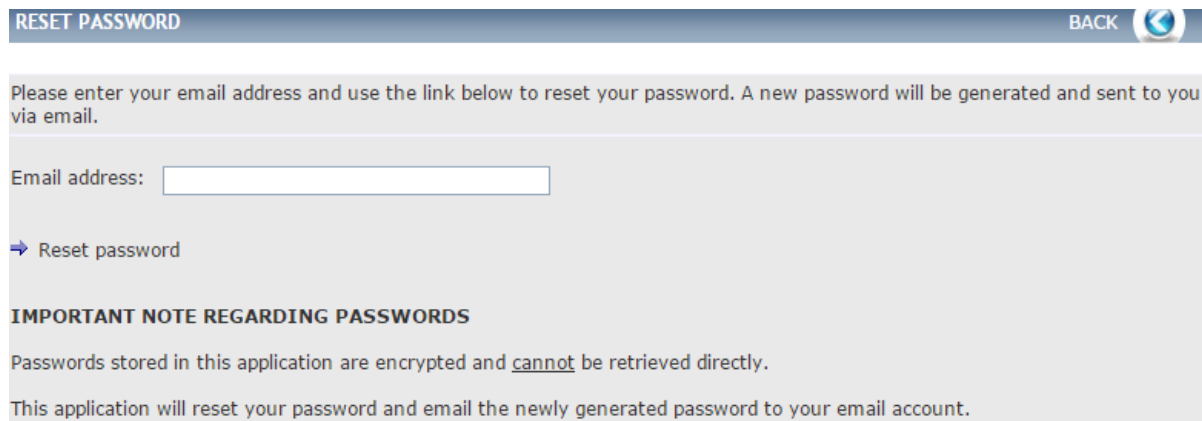 RESET PASSWORD BACK
Please enter your email address and use the link below to reset your password. A new password will be generated and sent to you
via email.
Email address:
Reset password
IMPORTANT NOTE REGARDING PASSWORDS
Passwords stored in this application are encrypted and cannot be retrieved directly.
This application will reset your password and email the newly generated password to your email account.